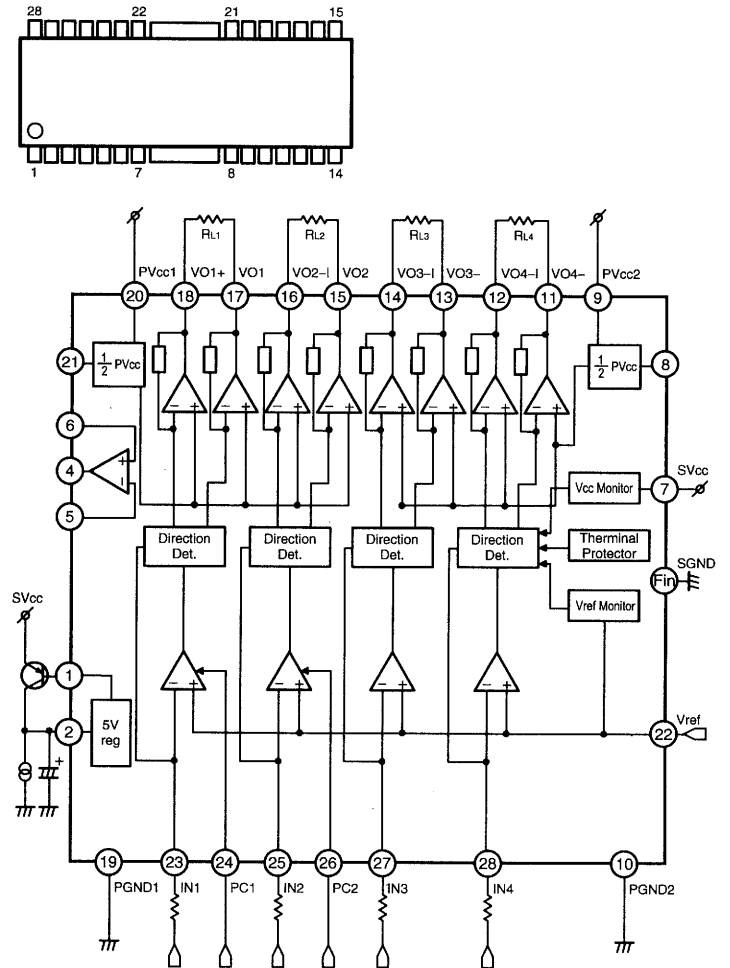 28 22 21 15
1 7 8 14
RL1 RL2 RL3 RL4
PVcc1 VO1+ VO1 VO2-I VO2 VO3-I VO3- VO4-I VO4- PVcc2
20 18 17 16 15 14 13 12 11 9
21 1/2 PVcc 1/2 PVcc 8
6
4 + -
5
- + - + - + - + - + - + - + - +
Vcc Monitor 7 SVcc
Direction Det. Direction Det. Direction Det. Direction Det.
Therminal Protector
SGND
Fin
Vref Monitor
SVcc
1
2 5V reg
+
- + - + - + - +
Vref
22
19 23 24 25 26 27 28 10
PGND1 IN1 PC1 IN2 PC2 IN3 IN4 PGND2